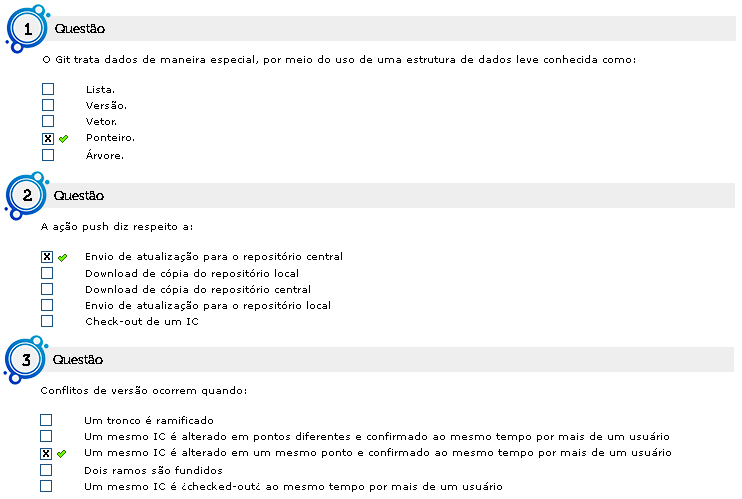 1 Questão
O Git trata dados de maneira especial, por meio do uso de uma estrutura de dados leve conhecida como:
Lista.
Versão.
Vetor.
X Ponteiro.
Árvore.
2 Questão
A ação push diz respeito a:
X Envio de atualização para o repositório central
Download de cópia do repositório local
Download de cópia do repositório central
Envio de atualização para o repositório local
Check-out de um IC
3 Questão
Conflitos de versão ocorrem quando:
Um tronco é ramificado
Um mesmo IC é alterado em pontos diferentes e confirmado ao mesmo tempo por mais de um usuário
X Um mesmo IC é alterado em um mesmo ponto e confirmado ao mesmo tempo por mais de um usuário
Dois ramos são fundidos
Um mesmo IC é ¿checked-out¿ ao mesmo tempo por mais de um usuário